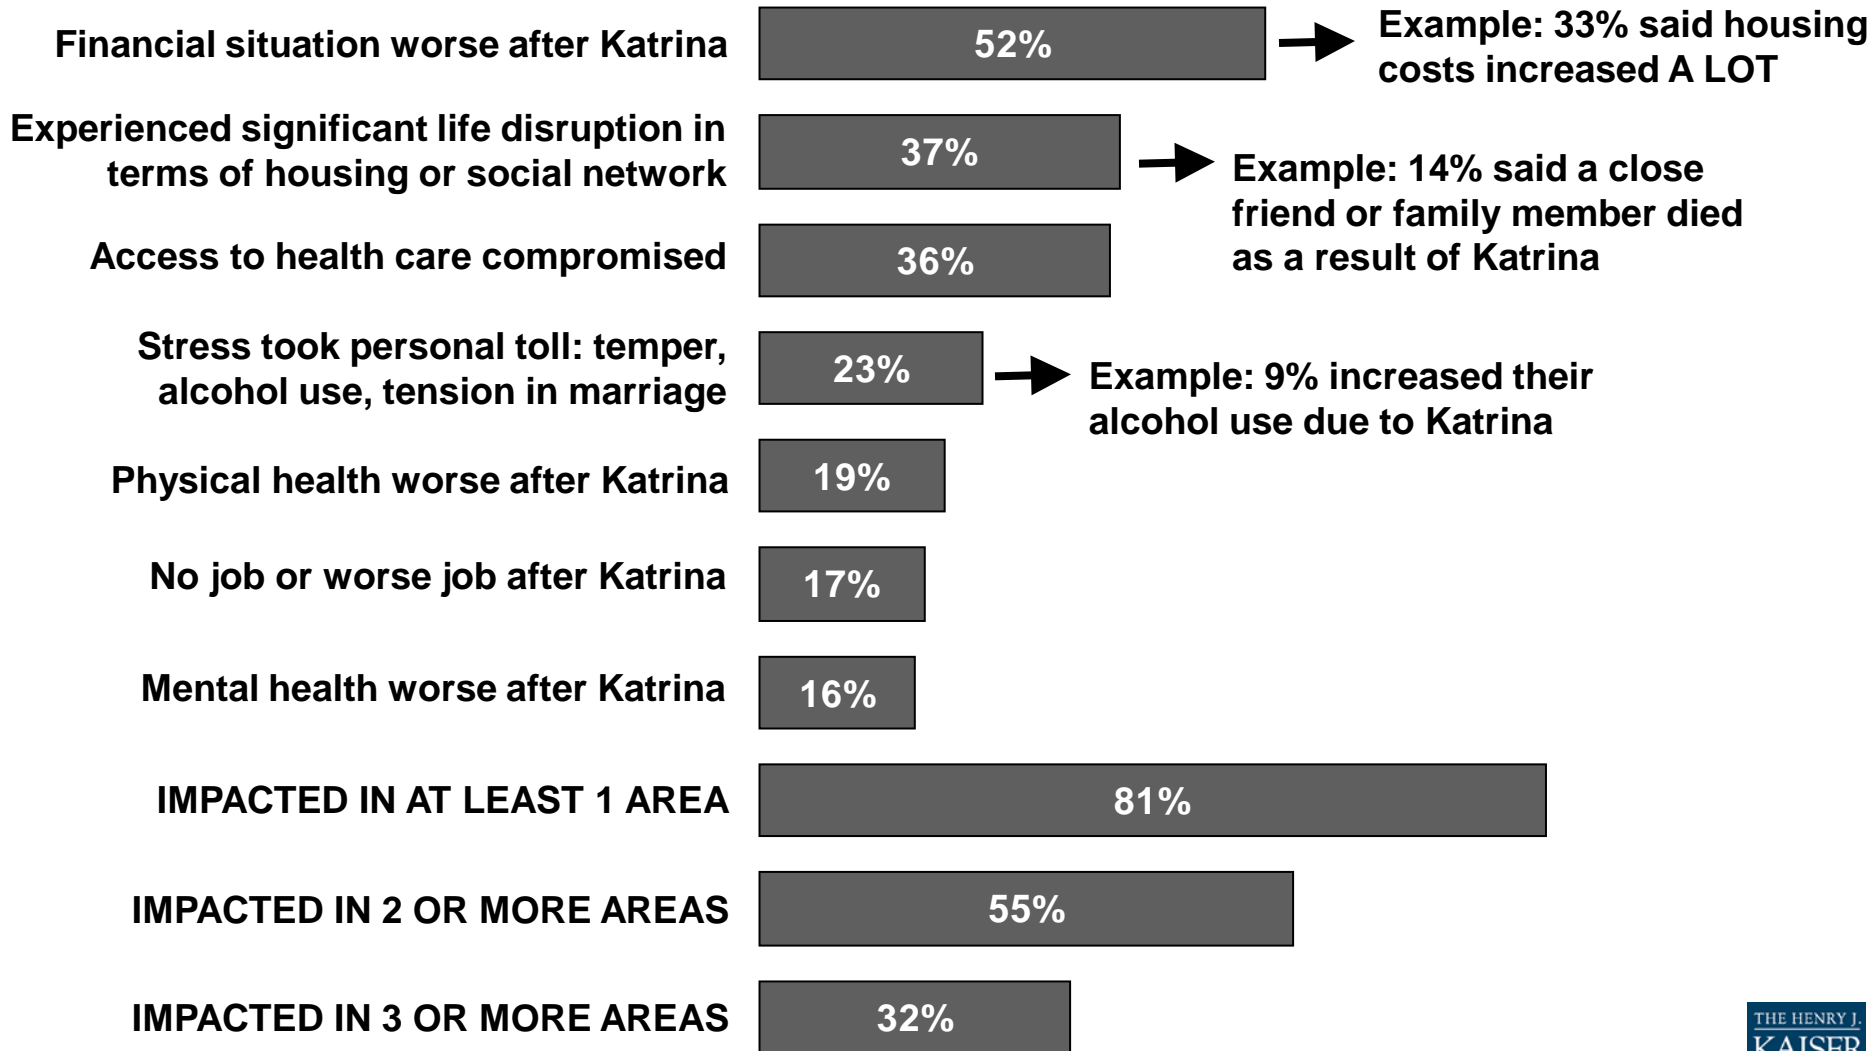 Financial situation worse after Katrina
52%
Example: 33% said housing
costs increased A LOT
Experienced significant life disruption in
terms of housing or social network
37%
Example: 14% said a close
friend or family member died
as a result of Katrina
Access to health care compromised
36%
Stress took personal toll: temper,
alcohol use, tension in marriage
23%
Example: 9% increased their
alcohol use due to Katrina
Physical health worse after Katrina
19%
No job or worse job after Katrina
17%
Mental health worse after Katrina
16%
IMPACTED IN AT LEAST 1 AREA
81%
IMPACTED IN 2 OR MORE AREAS
55%
IMPACTED IN 3 OR MORE AREAS
32%
THE HENRY J.
KAISER